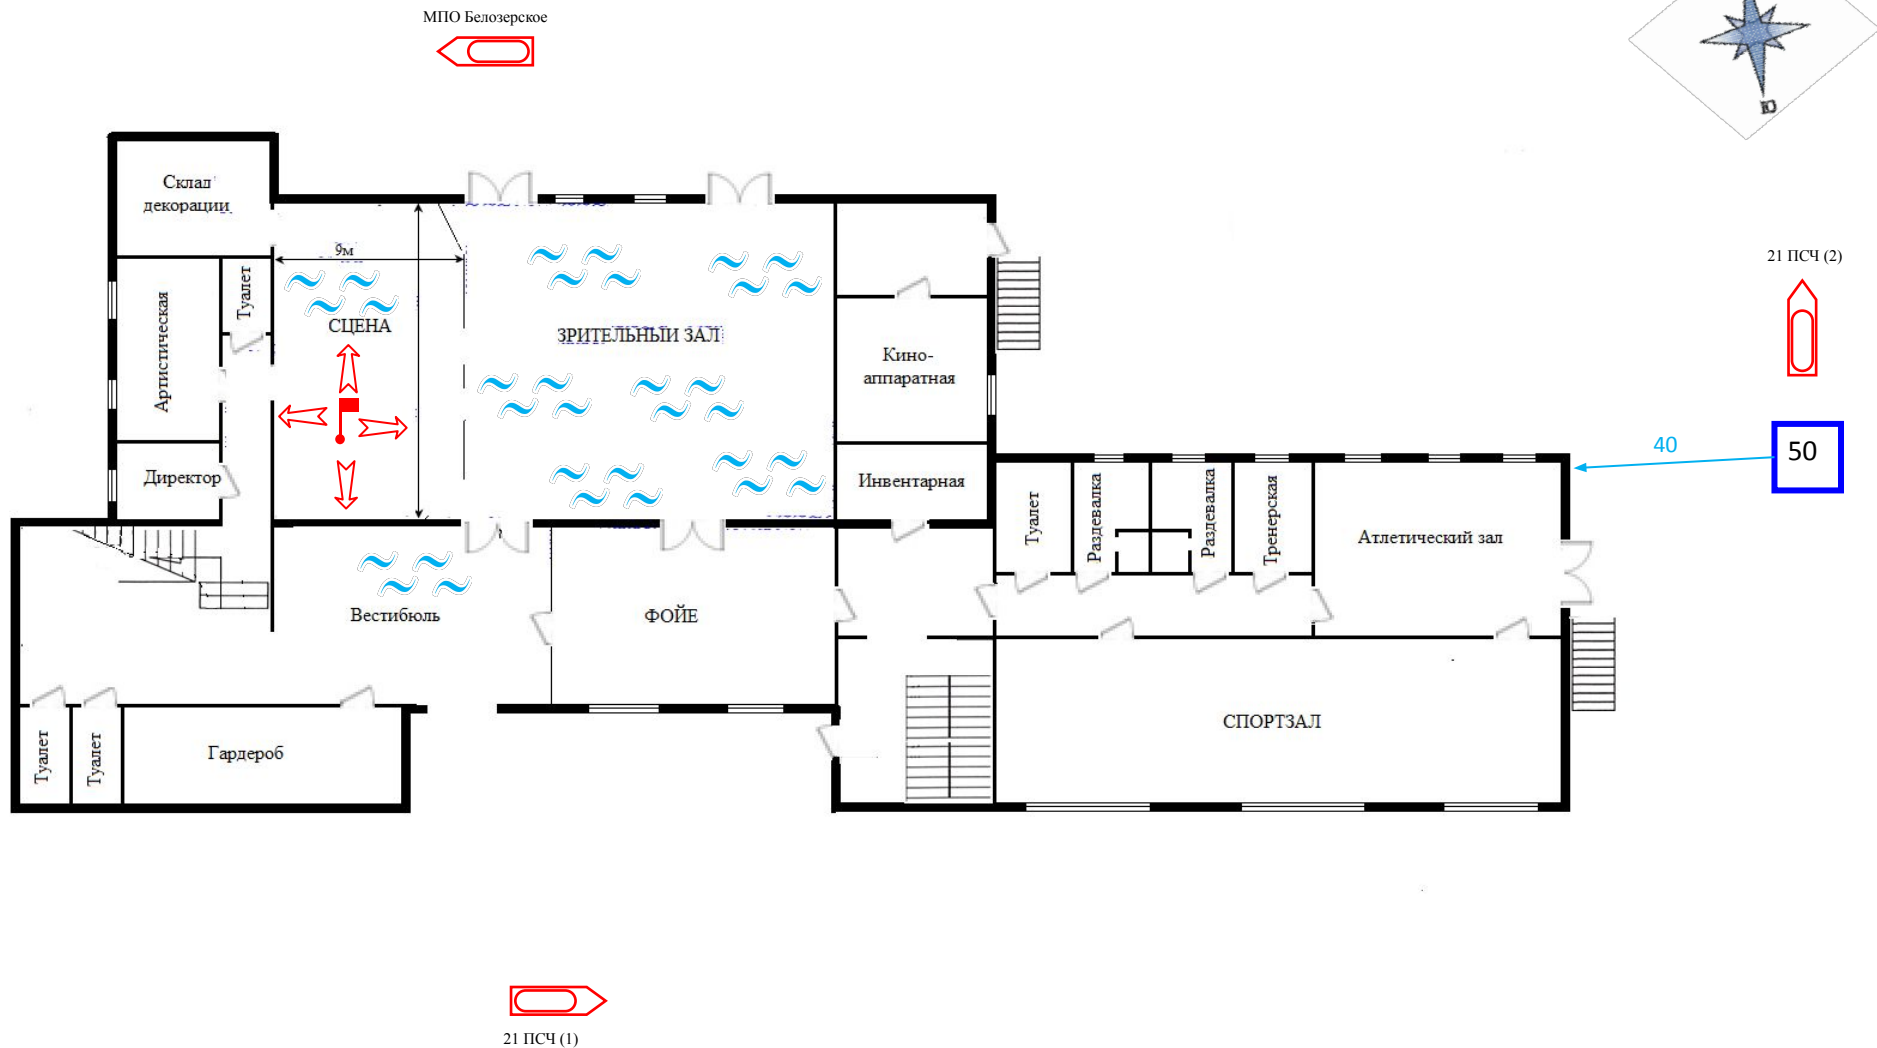 МПО Белозерское
Ю
Склад
декорации
9м
Туалет
Артистическая
СЦЕНА
ЗРИТЕЛЬНЫЙ ЗАЛ
Кино-
аппаратная
21 ПСЧ (2)
40
50
Директор
Инвентарная
Туалет
Раздевалка
Раздевалка
Тренерская
Атлетический зал
Вестибюль
ФОЙЕ
СПОРТЗАЛ
Туалет
Туалет
Гардероб
21 ПСЧ (1)